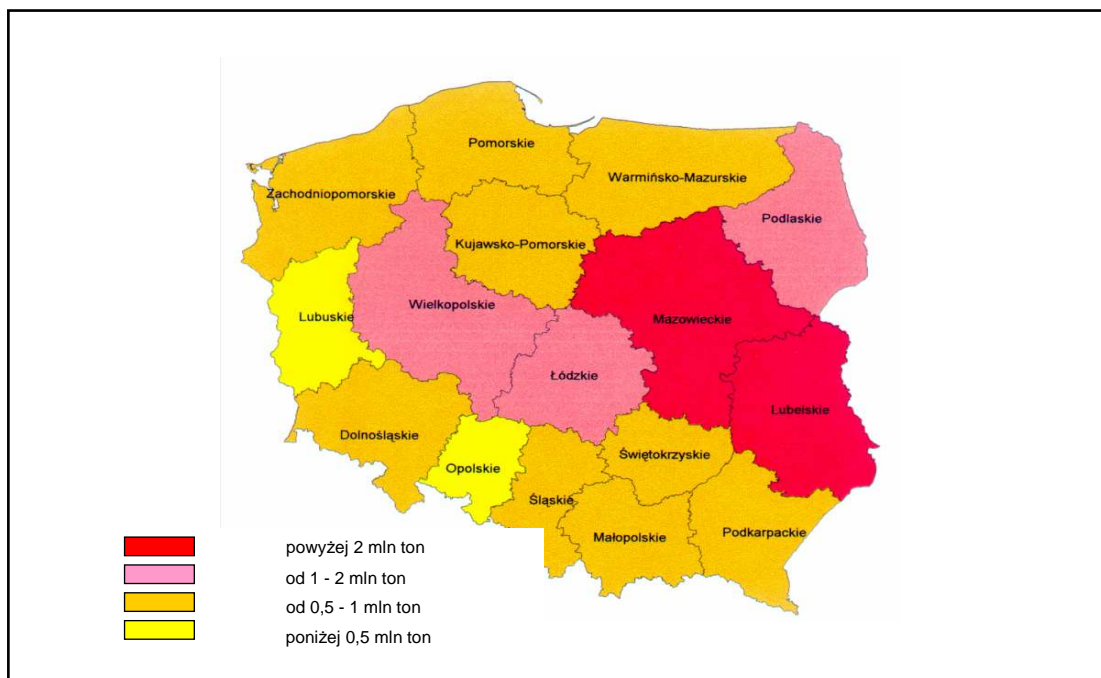 Pomorskie
Warmińsko-Mazurskie
Zachodniopomorskie
Podlaskie
Kujawsko-Pomorskie
Wielkopolskie
Lubuskie
Mazowieckie
Łódzkie
Lubelskie
Dolnośląskie
Świętokrzyskie
Opolskie
Śląskie
Małopolskie
Podkarpackie
powyżej 2 mln ton
od 1 - 2 mln ton
od 0,5 - 1 mln ton
poniżej 0,5 mln ton